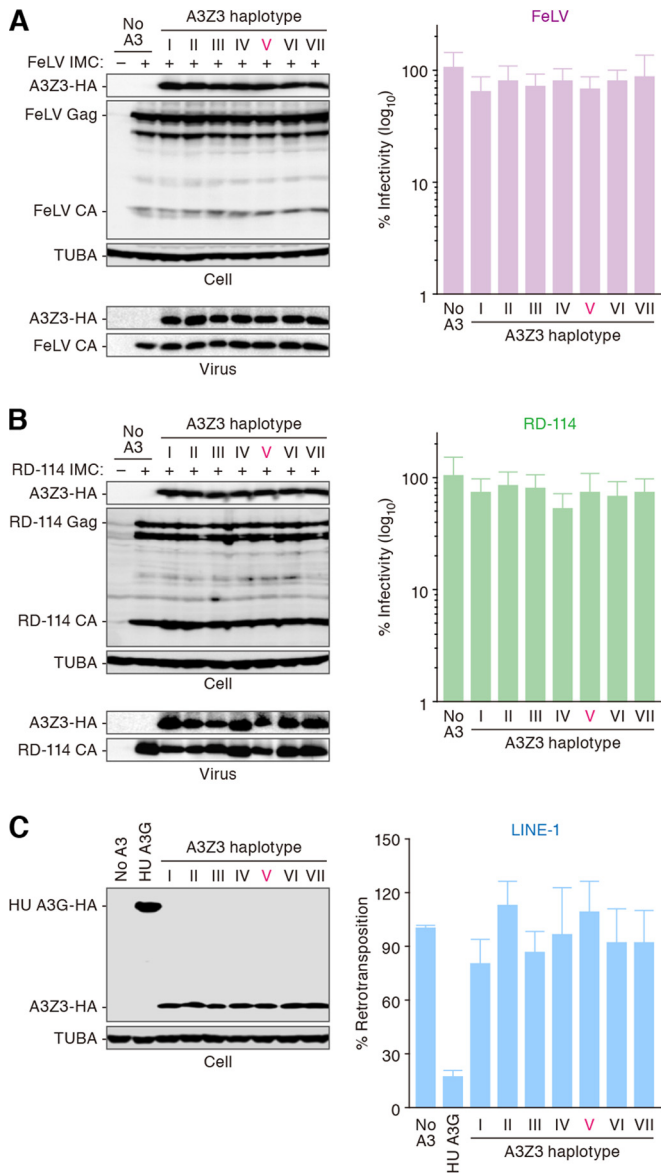 A
No A3
A3Z3 haplotype
I II III IV V VI VII
FeLV IMC: – + + + + + + + +
A3Z3-HA
FeLV Gag
FeLV CA
TUBA
Cell
A3Z3-HA
FeLV CA
Virus
FeLV
% Infectivity (log10)
100
10
1
No A3 I II III IV V VI VII
A3Z3 haplotype
B
No A3
A3Z3 haplotype
I II III IV V VI VII
RD-114 IMC: – + + + + + + + +
A3Z3-HA
RD-114 Gag
RD-114 CA
TUBA
Cell
A3Z3-HA
RD-114 CA
Virus
RD-114
% Infectivity (log10)
100
10
1
No A3 I II III IV V VI VII
A3Z3 haplotype
C
No A3
HU A3G
A3Z3 haplotype
I II III IV V VI VII
HU A3G-HA
A3Z3-HA
TUBA
Cell
LINE-1
% Retrotransposition
150
120
90
60
30
0
No A3 HU A3G I II III IV V VI VII
A3Z3 haplotype